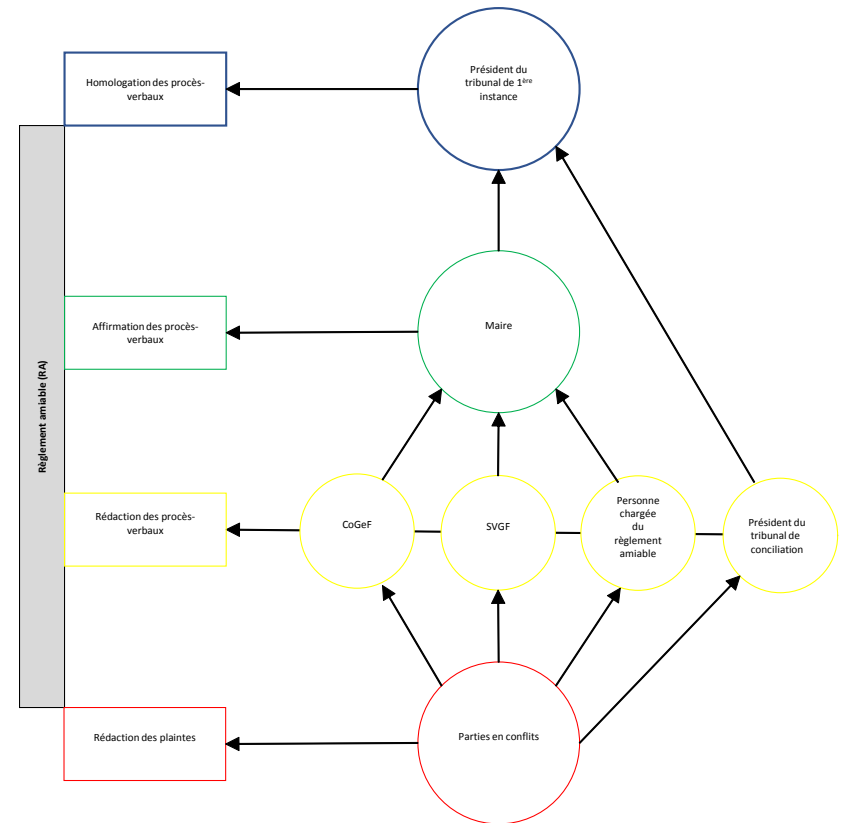 Homologation des procès-
verbaux
Président du
tribunal de 1ère
instance
Règlement amiable (RA)
Affirmation des procès-
verbaux
Maire
Rédaction des procès-
verbaux
CoGeF
SVGF
Personne
chargée
du
règlement
amiable
Président du
tribunal de
conciliation
Rédaction des plaintes
Parties en conflits